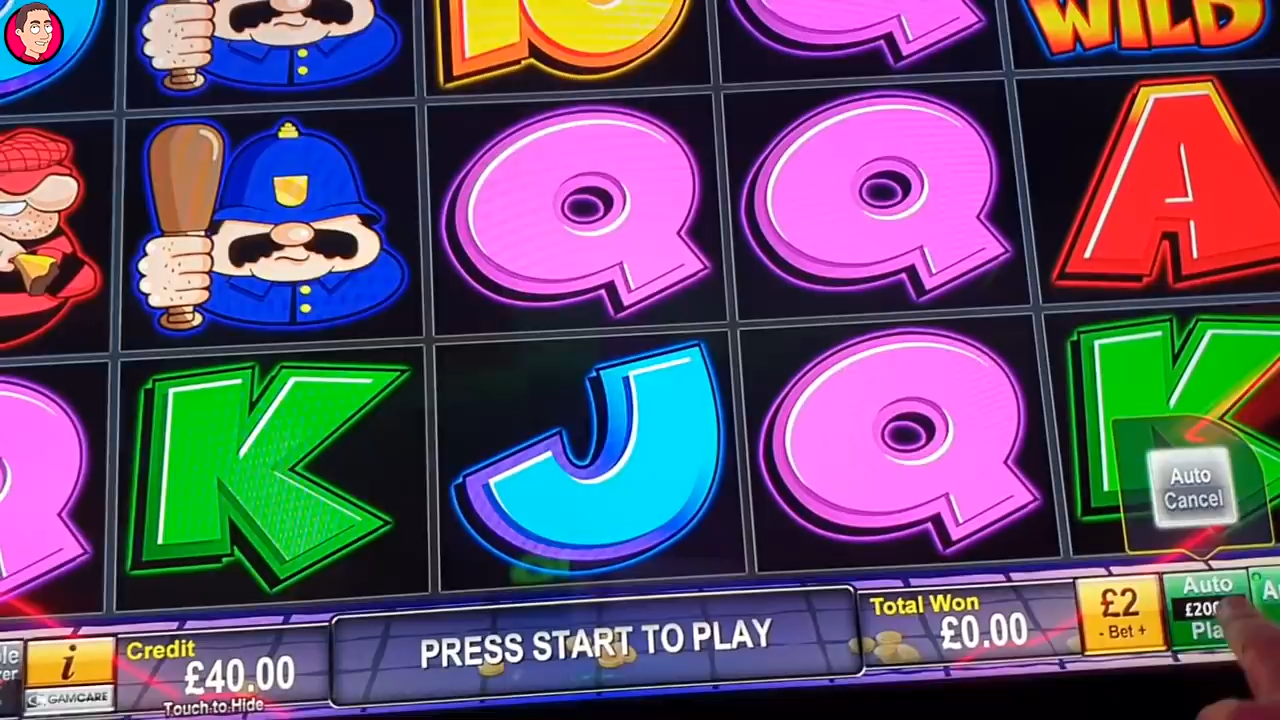 10
WILD
Q
Q
A
K
J
Q
K
Auto
Cancel
i
GAMCARE
Credit
£40.00
Touch to Hide
PRESS START TO PLAY
Total Won
£0.00
£2
- Bet +
Auto